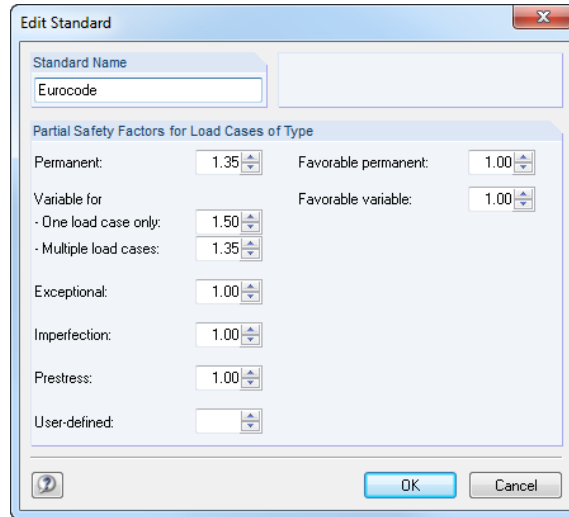 Edit Standard
Standard Name
Eurocode
Partial Safety Factors for Load Cases of Type
Permanent: 1.35 Favorable permanent: 1.00
Variable for Favorable variable: 1.00
- One load case only: 1.50
- Multiple load cases: 1.35
Exceptional: 1.00
Imperfection: 1.00
Prestress: 1.00
User-defined:
OK Cancel